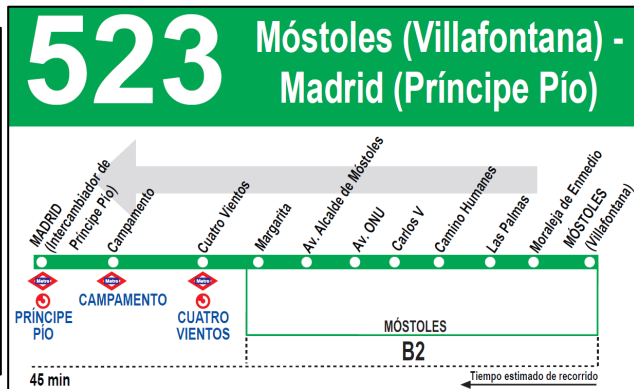 523
Móstoles (Villafontana) -
Madrid (Príncipe Pío)
MADRID
(Intercambiador de
Príncipe Pío)
Campamento
Cuatro Vientos
Margarita
Av. Alcalde de Móstoles
Av. ONU
Carlos V
Camino Humanes
Las Palmas
Moraleja de Enmedio
MÓSTOLES
(Villafontana)
Metro
Metro
Metro
PRÍNCIPE
PÍO
CAMPAMENTO
CUATRO
VIENTOS
MÓSTOLES
B2
45 min
Tiempo estimado de recorrido